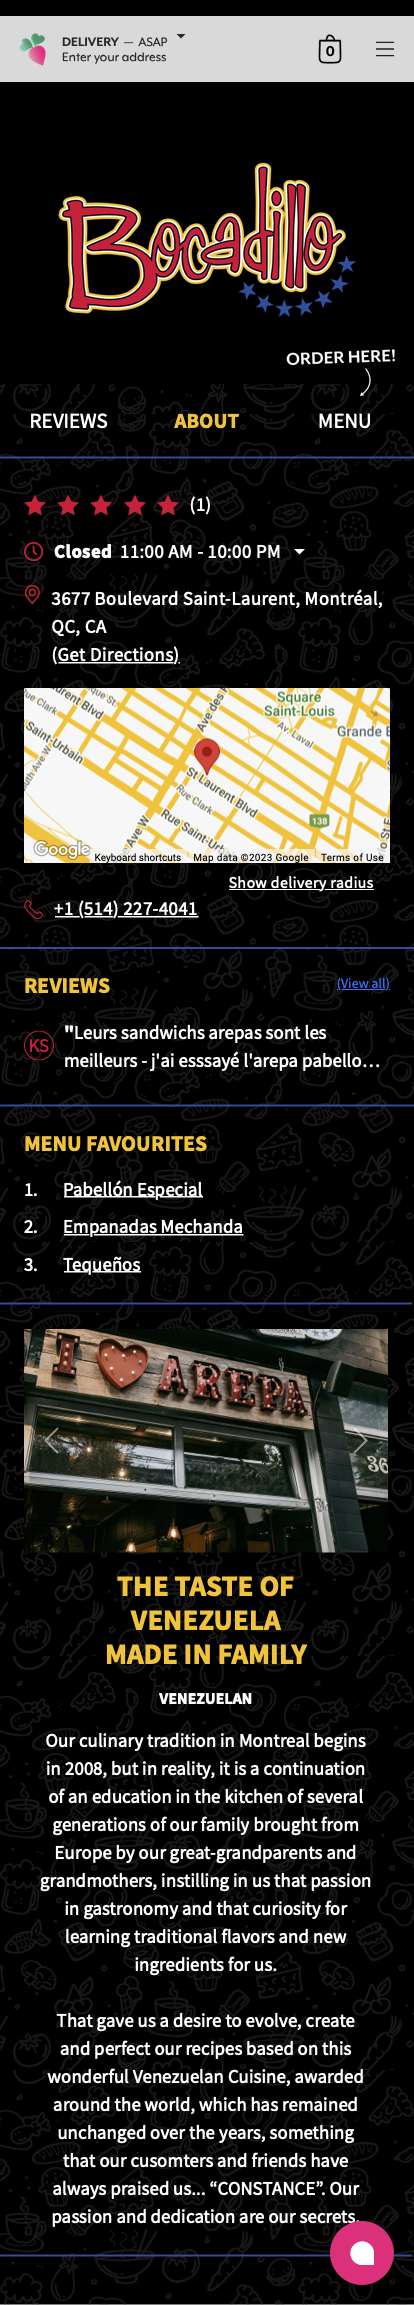 DELIVERY — ASAP
Enter your address
0
Bocadillo
ORDER HERE!
REVIEWS ABOUT MENU
(1)
Closed 11:00 AM - 10:00 PM
3677 Boulevard Saint-Laurent, Montréal,
QC, CA
(Get Directions)
urent Blvd
que St-
Ave des
Square
Saint-Louis
Av. Laval
Grande
rue Clark
Saint-Urbain
Ave W
St Laurent Blvd
Rue Clark
Rue Saint-Urb
138
Ave W
o St E
Google
Keyboard shortcuts Map data ©2023 Google Terms of Use
Show delivery radius
+1 (514) 227-4041
REVIEWS (View all)
KS
"Leurs sandwichs arepas sont les
meilleurs - j'ai esssayé l'arepa pabello...
MENU FAVOURITES
1. Pabellón Especial
2. Empanadas Mechanda
3. Tequeños
I AREPA
36
THE TASTE OF
VENEZUELA
MADE IN FAMILY
VENEZUELAN
Our culinary tradition in Montreal begins
in 2008, but in reality, it is a continuation
of an education in the kitchen of several
generations of our family brought from
Europe by our great-grandparents and
grandmothers, instilling in us that passion
in gastronomy and that curiosity for
learning traditional flavors and new
ingredients for us.
That gave us a desire to evolve, create
and perfect our recipes based on this
wonderful Venezuelan Cuisine, awarded
around the world, which has remained
unchanged over the years, something
that our cusomters and friends have
always praised us... “CONSTANCE”. Our
passion and dedication are our secrets.